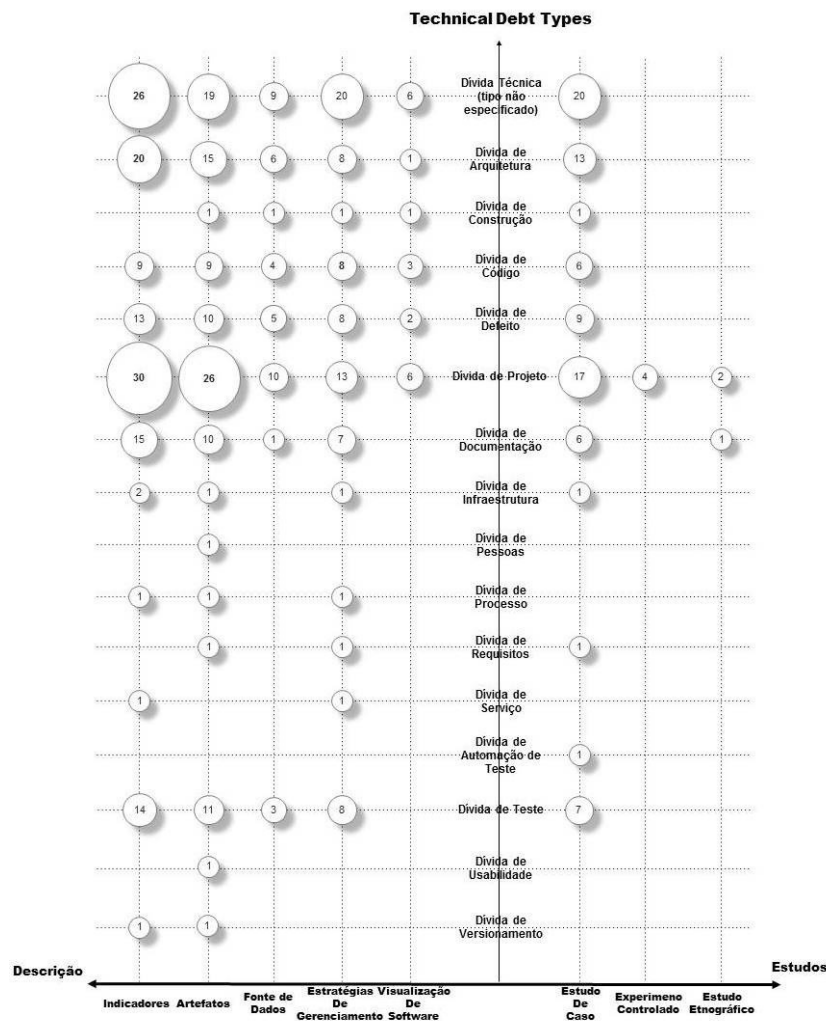 Technical Debt Types
26 19 9 20 6 Dívida Técnica 20
(tipo não
especificado)
20 15 6 8 1 Dívida de 13
Arquitetura
1 1 1 1 Dívida de 1
Construção
9 9 4 8 3 Dívida de 6
Código
13 10 5 8 2 Dívida de 9
Defeito
30 26 10 13 6 Dívida de Projeto 17 4 2
15 10 1 7 Dívida de 6 1
Documentação
2 1 1 Dívida de 1
Infraestrutura
1 Dívida de
Pessoas
1 1 1 Dívida de
Processo
1 1 Dívida de 1
Requisitos
1 1 Dívida de
Serviço
Dívida de
Automação de 1
Teste
14 11 3 8 Dívida de Teste 7
1 Dívida de
Usabilidade
1 1 Dívida de
Versionamento
Descrição
Estudos
Indicadores
Artefatos
Fonte de
Dados
Estratégias
De
Gerenciamento
Visualização
De
Software
Estudo
De
Caso
Experimeno
Controlado
Estudo
Etnográfico